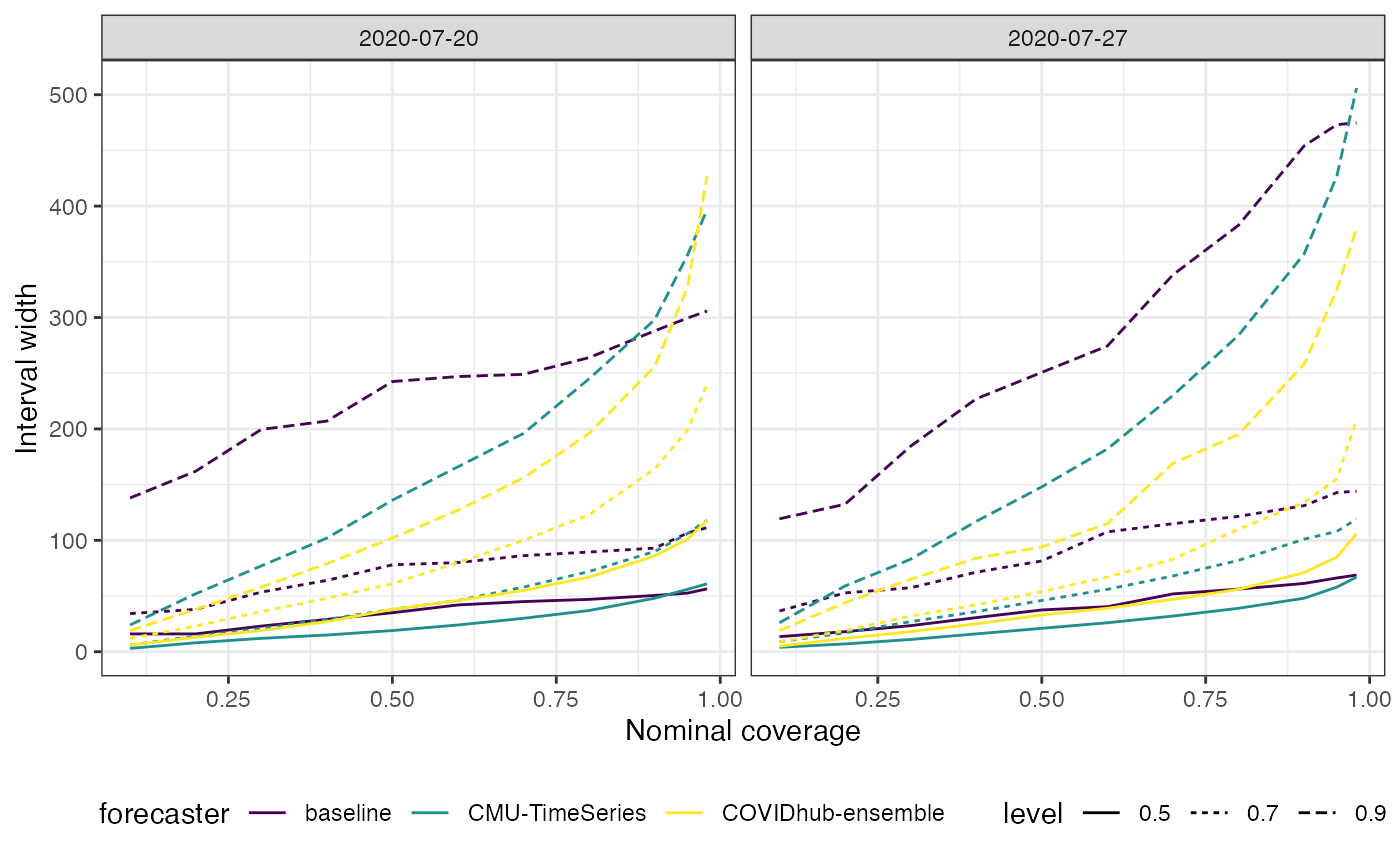 2020-07-20 2020-07-27
500
400
300
200
100
0
Interval width
0.25 0.50 0.75 1.00 0.25 0.50 0.75 1.00
Nominal coverage
forecaster baseline CMU-TimeSeries COVIDhub-ensemble level 0.5 0.7 0.9